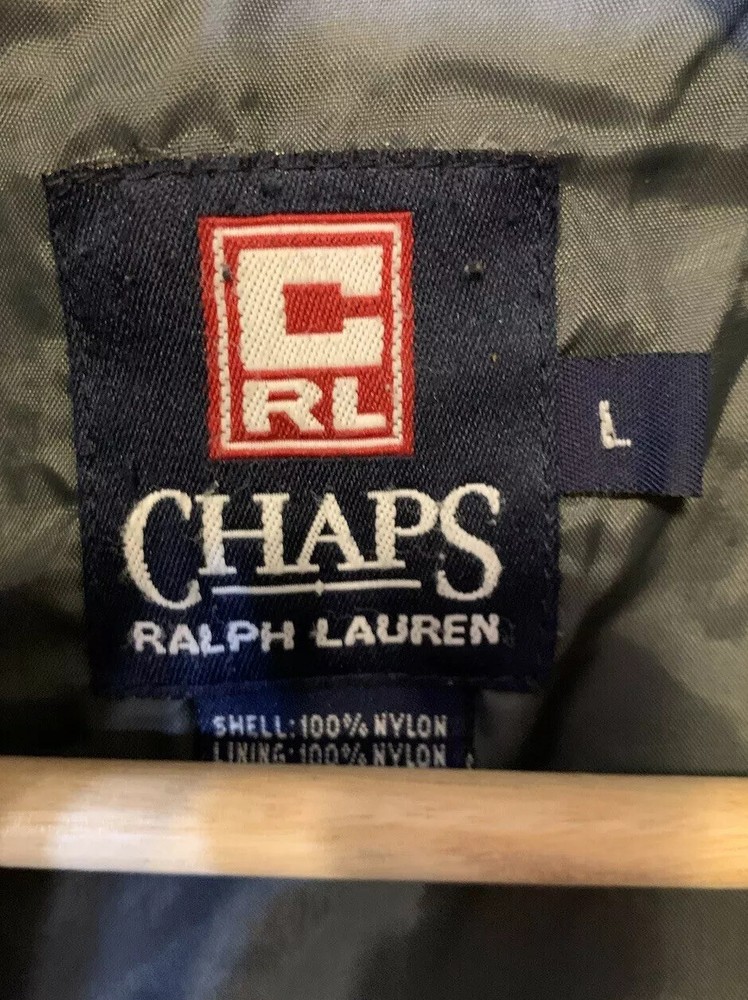 C
RL
L
CHAPS
RALPH LAUREN
SHELL:100% NYLON
LINING:100% NYLON